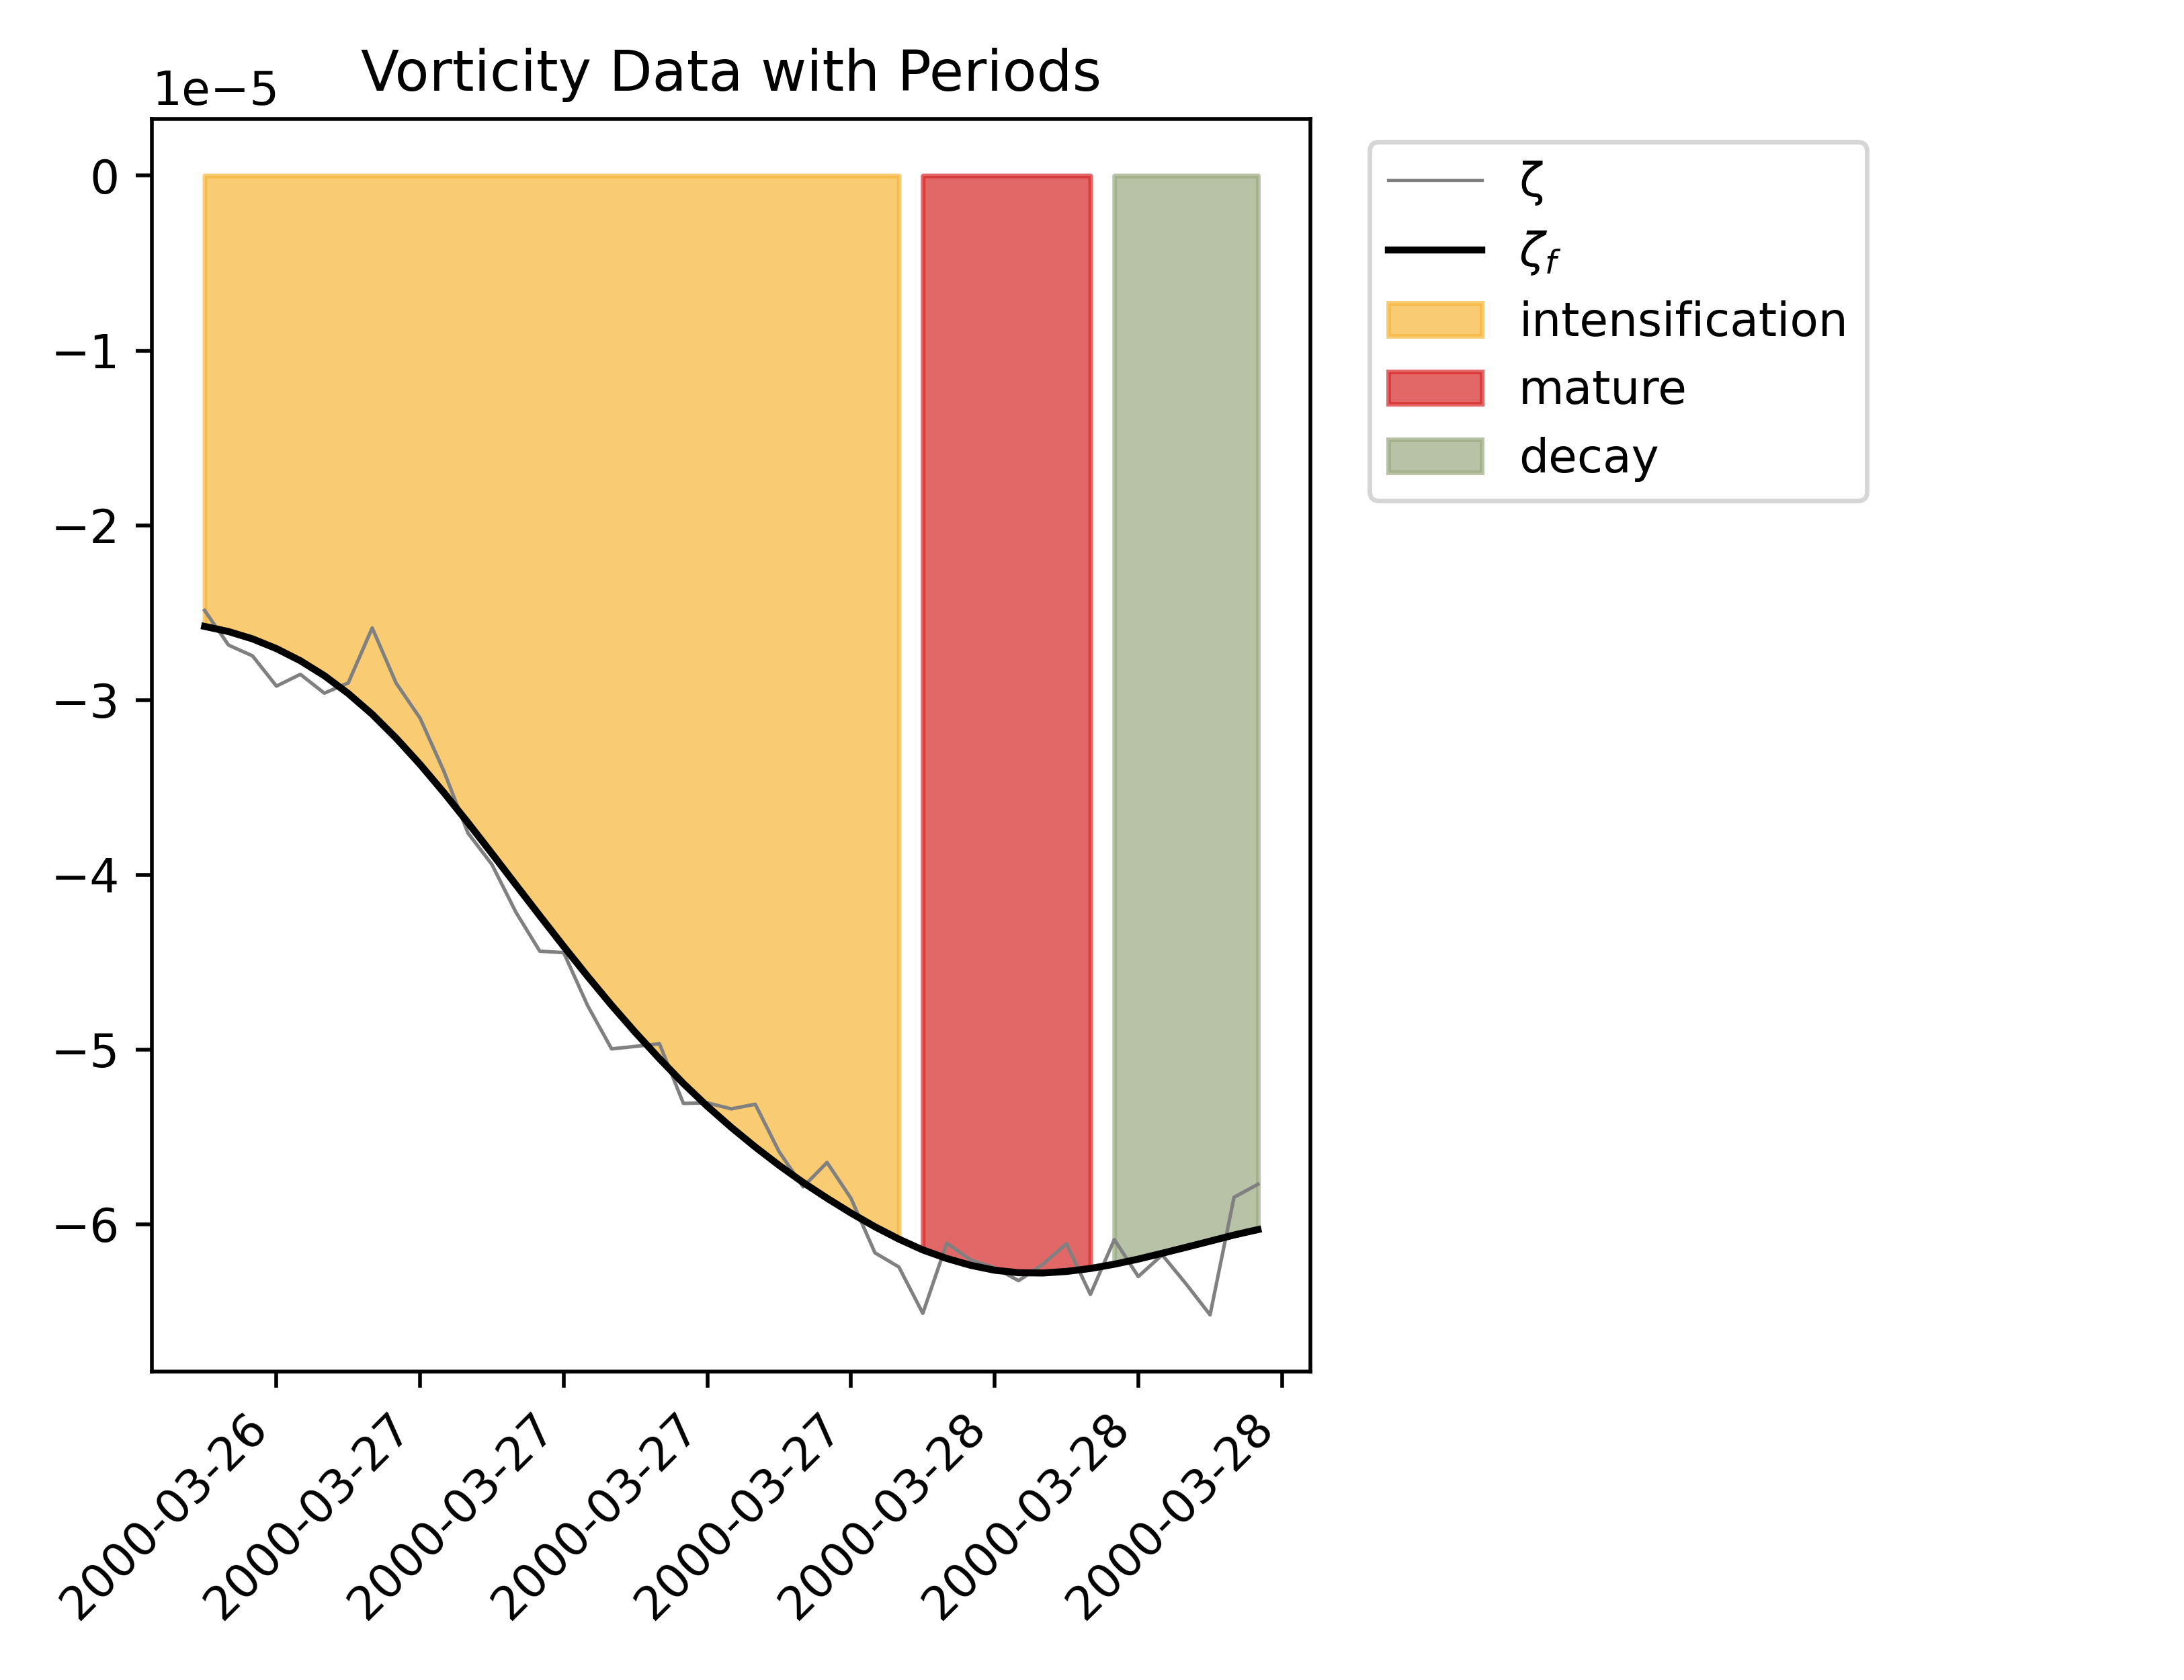 Vorticity Data with Periods
1e−5
0
−1
−2
−3
−4
−5
−6
2000-03-26
2000-03-27
2000-03-27
2000-03-27
2000-03-27
2000-03-28
2000-03-28
2000-03-28
ζ
ζf
intensification
mature
decay